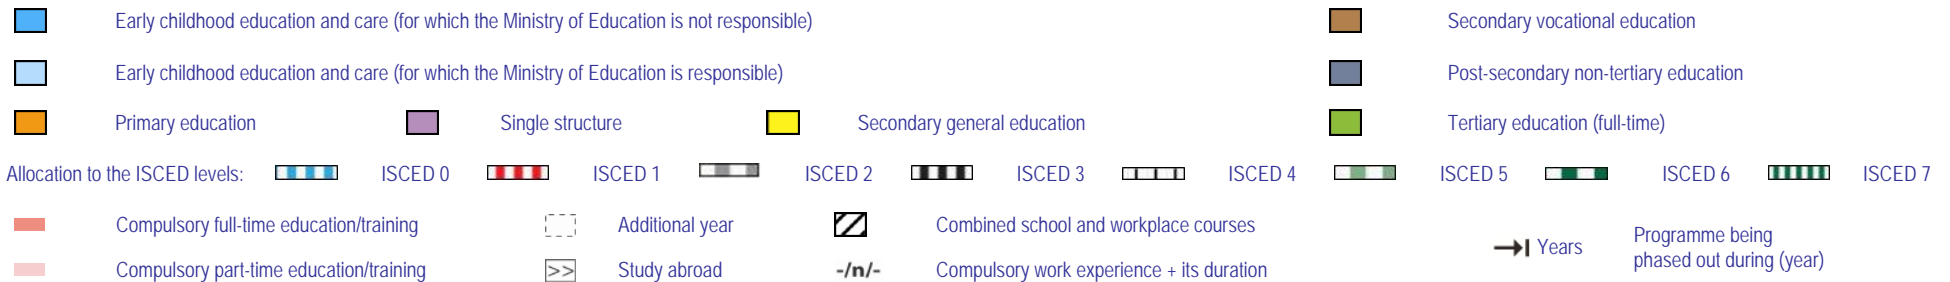 Early childhood education and care (for which the Ministry of Education is not responsible)
Secondary vocational education
Early childhood education and care (for which the Ministry of Education is responsible)
Post-secondary non-tertiary education
Primary education
Single structure
Secondary general education
Tertiary education (full-time)
Allocation to the ISCED levels:
ISCED 0
ISCED 1
ISCED 2
ISCED 3
ISCED 4
ISCED 5
ISCED 6
ISCED 7
Compulsory full-time education/training
Additional year
Combined school and workplace courses
Compulsory part-time education/training
>>
Study abroad
-/n/-
Compulsory work experience + its duration
Years
Programme being
phased out during (year)